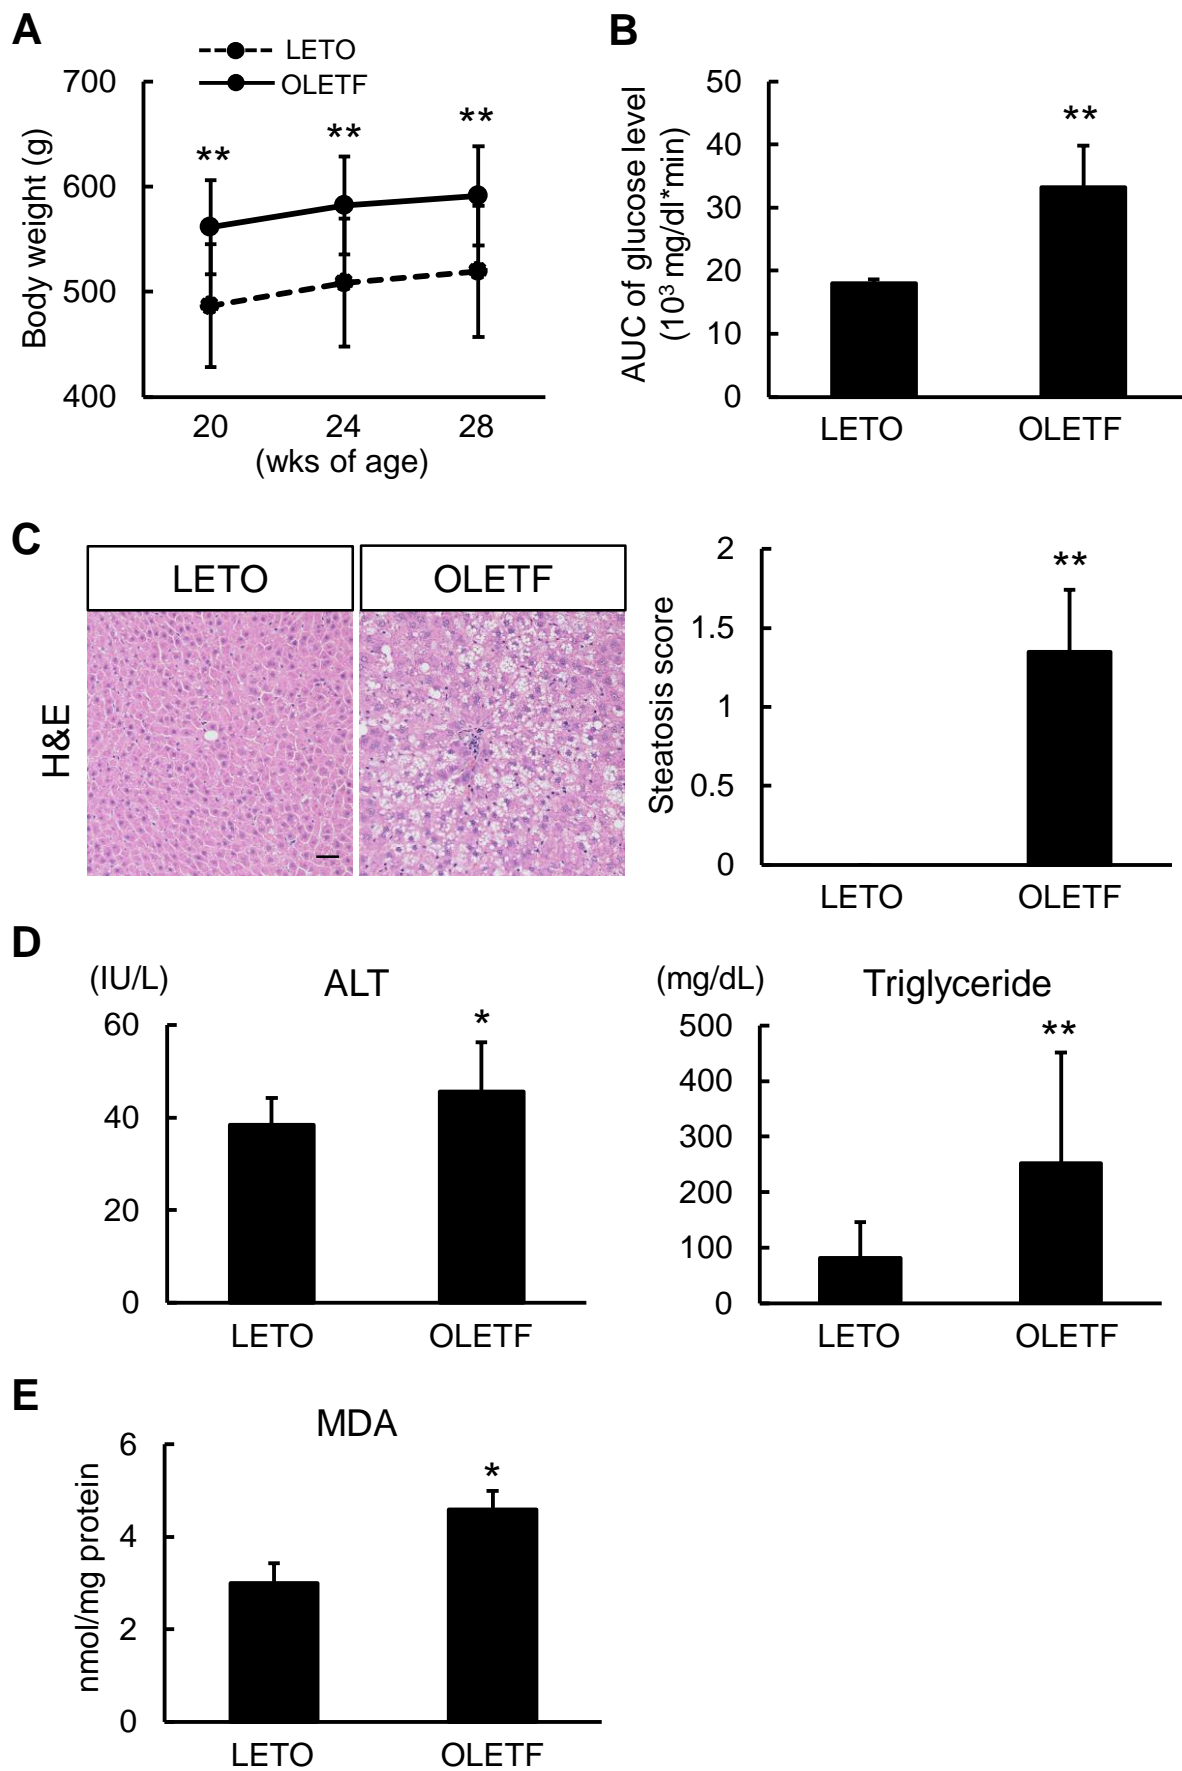 A
LETO
OLETF
700
600
500
400
Body weight (g)
**
**
**
20
24
28
(wks of age)
B
AUC of glucose level
(10³ mg/dl*min)
50
40
30
20
10
0
**
LETO
OLETF
C
LETO
OLETF
H&E
Steatosis score
2
1.5
1
0.5
0
**
LETO
OLETF
D
(IU/L)
ALT
60
40
20
0
*
LETO
OLETF
(mg/dL)
Triglyceride
500
400
300
200
100
0
**
LETO
OLETF
E
MDA
nmol/mg protein
6
4
2
0
*
LETO
OLETF